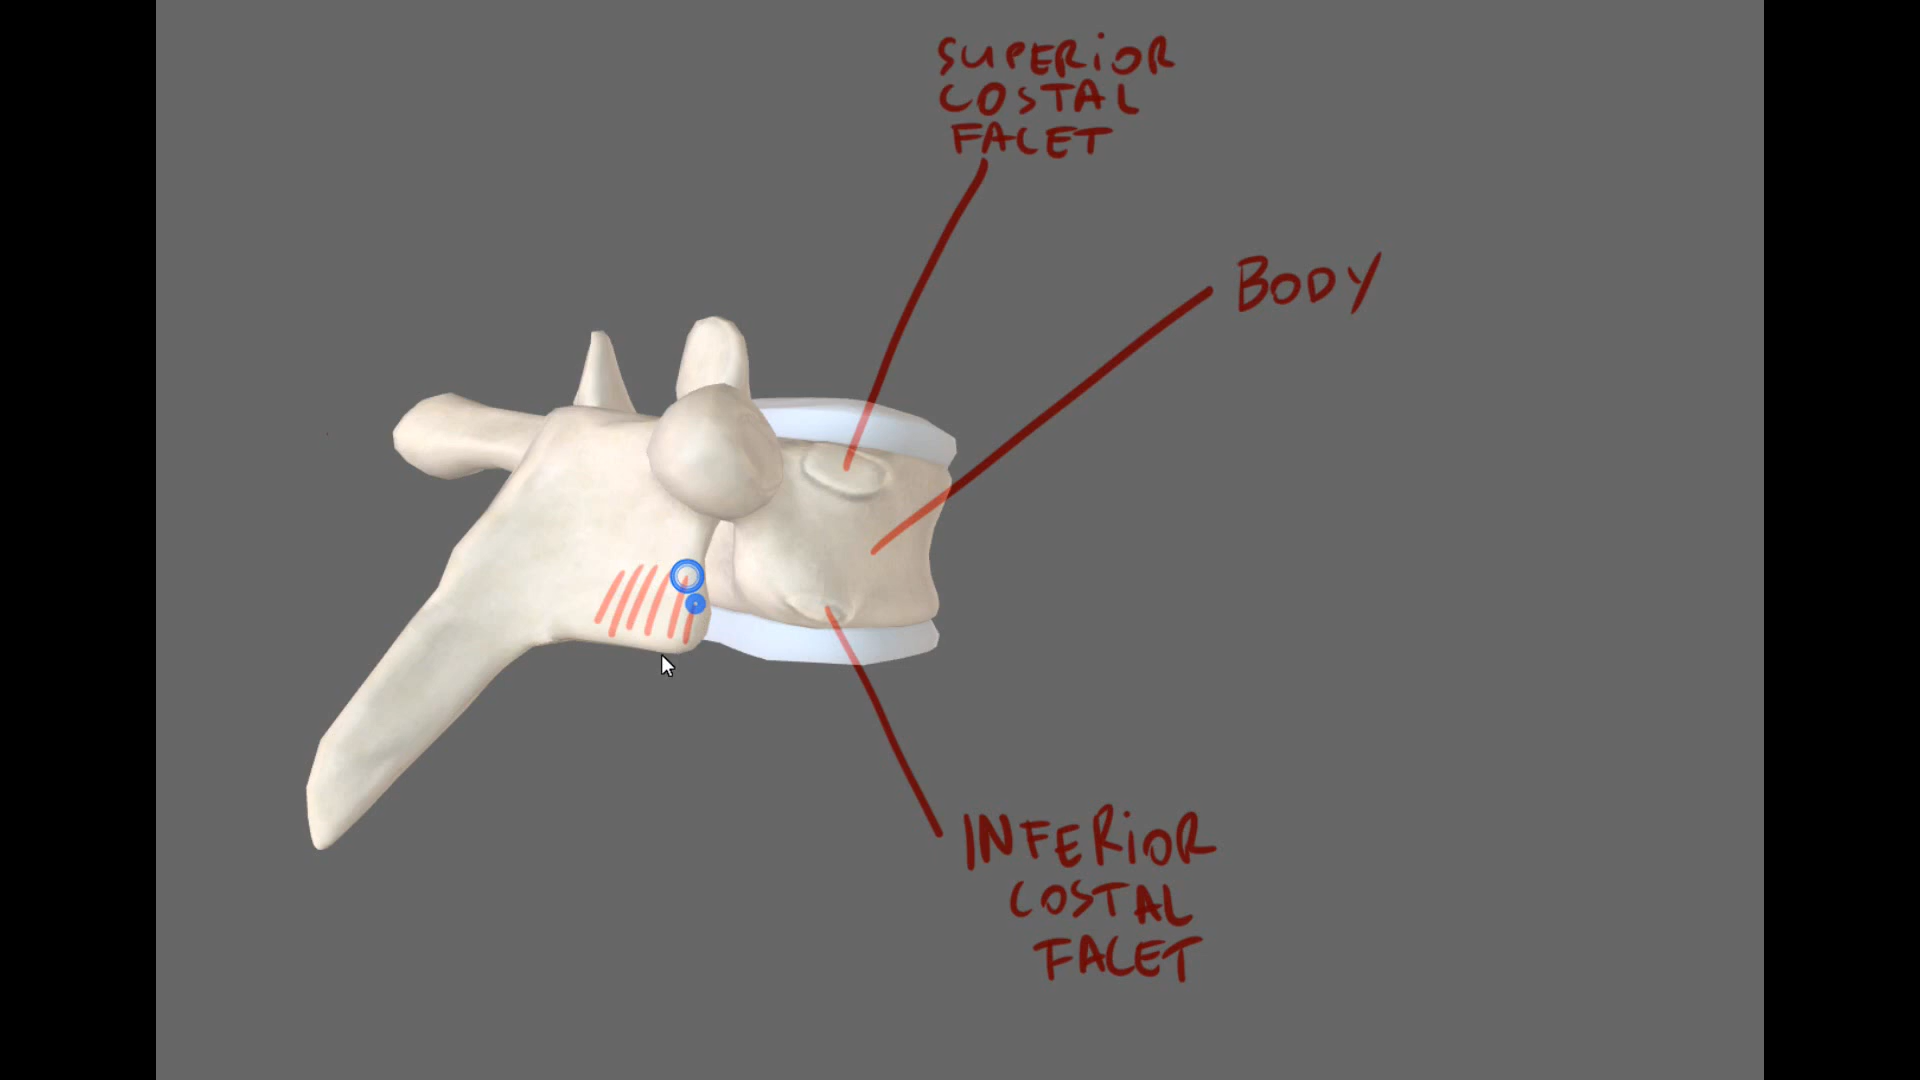 SUPERiOR
COSTAL
FACET
BODY
INFERiOR
COSTAL
FACET